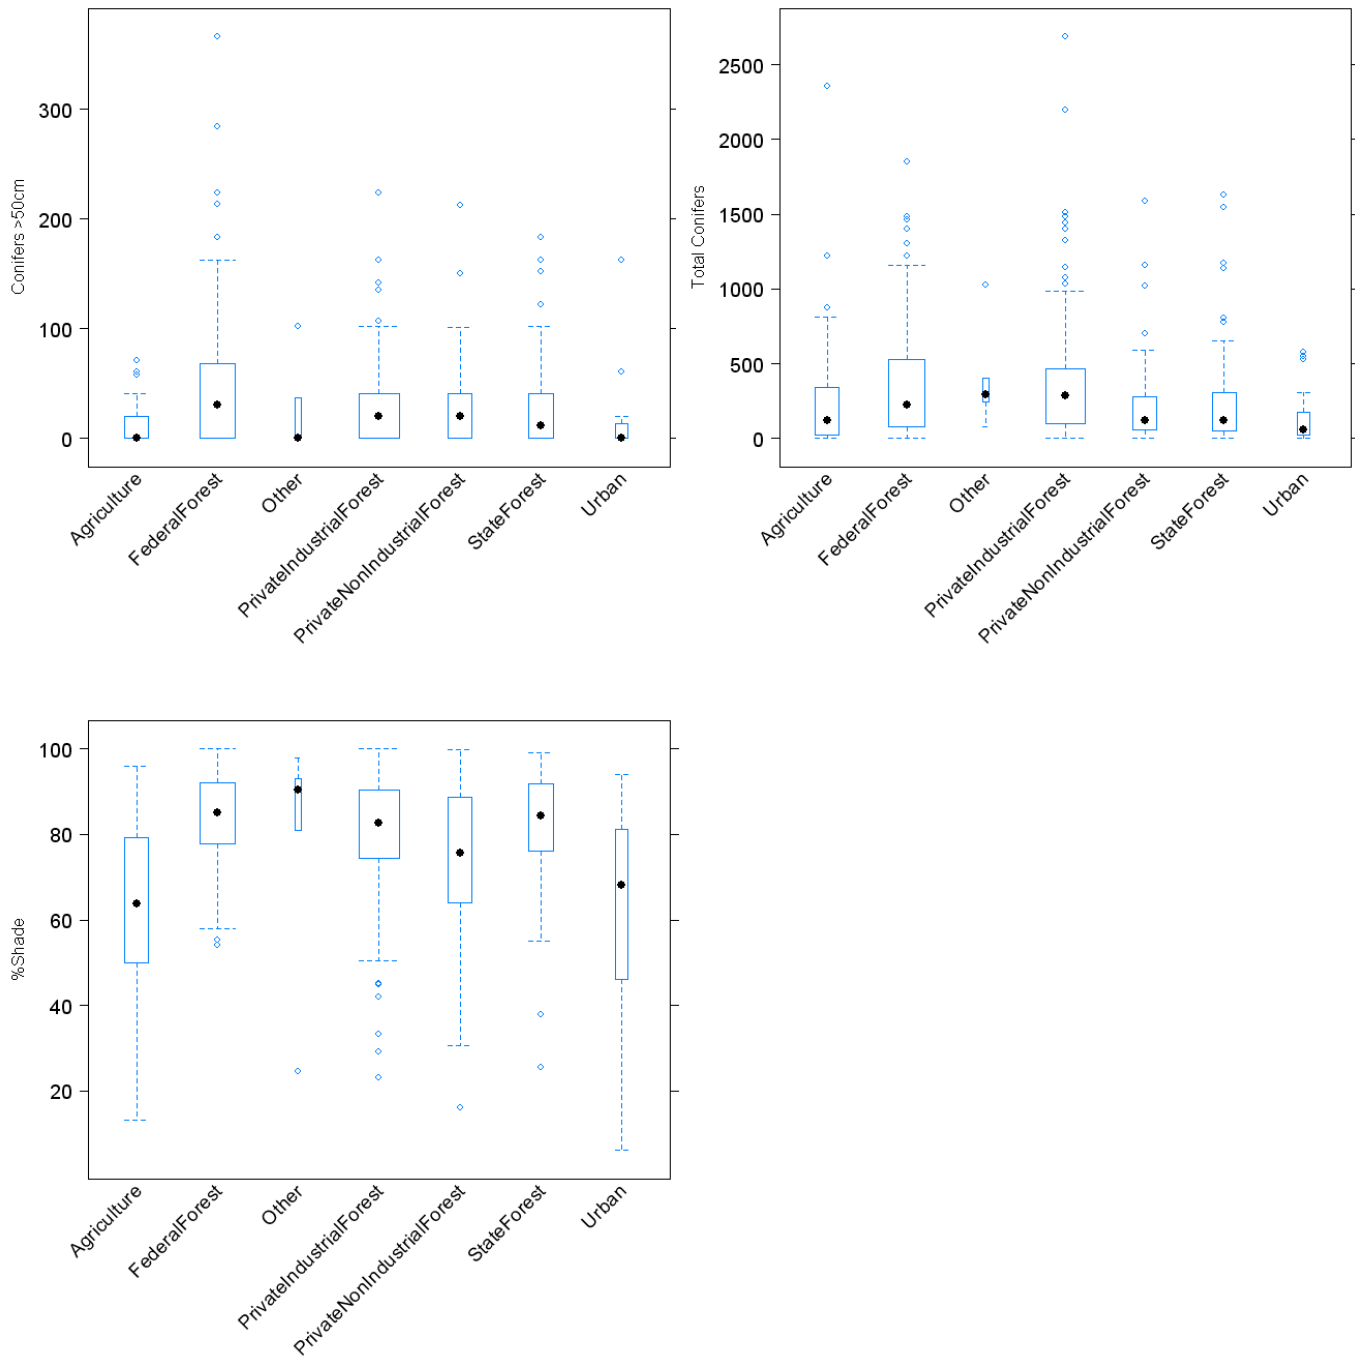 Conifers >50cm
300
200
100
0
Agriculture
FederalForest
Other
PrivateIndustrialForest
PrivateNonIndustrialForest
StateForest
Urban
Total Conifers
2500
2000
1500
1000
500
0
Agriculture
FederalForest
Other
PrivateIndustrialForest
PrivateNonIndustrialForest
StateForest
Urban
%Shade
100
80
60
40
20
Agriculture
FederalForest
Other
PrivateIndustrialForest
PrivateNonIndustrialForest
StateForest
Urban